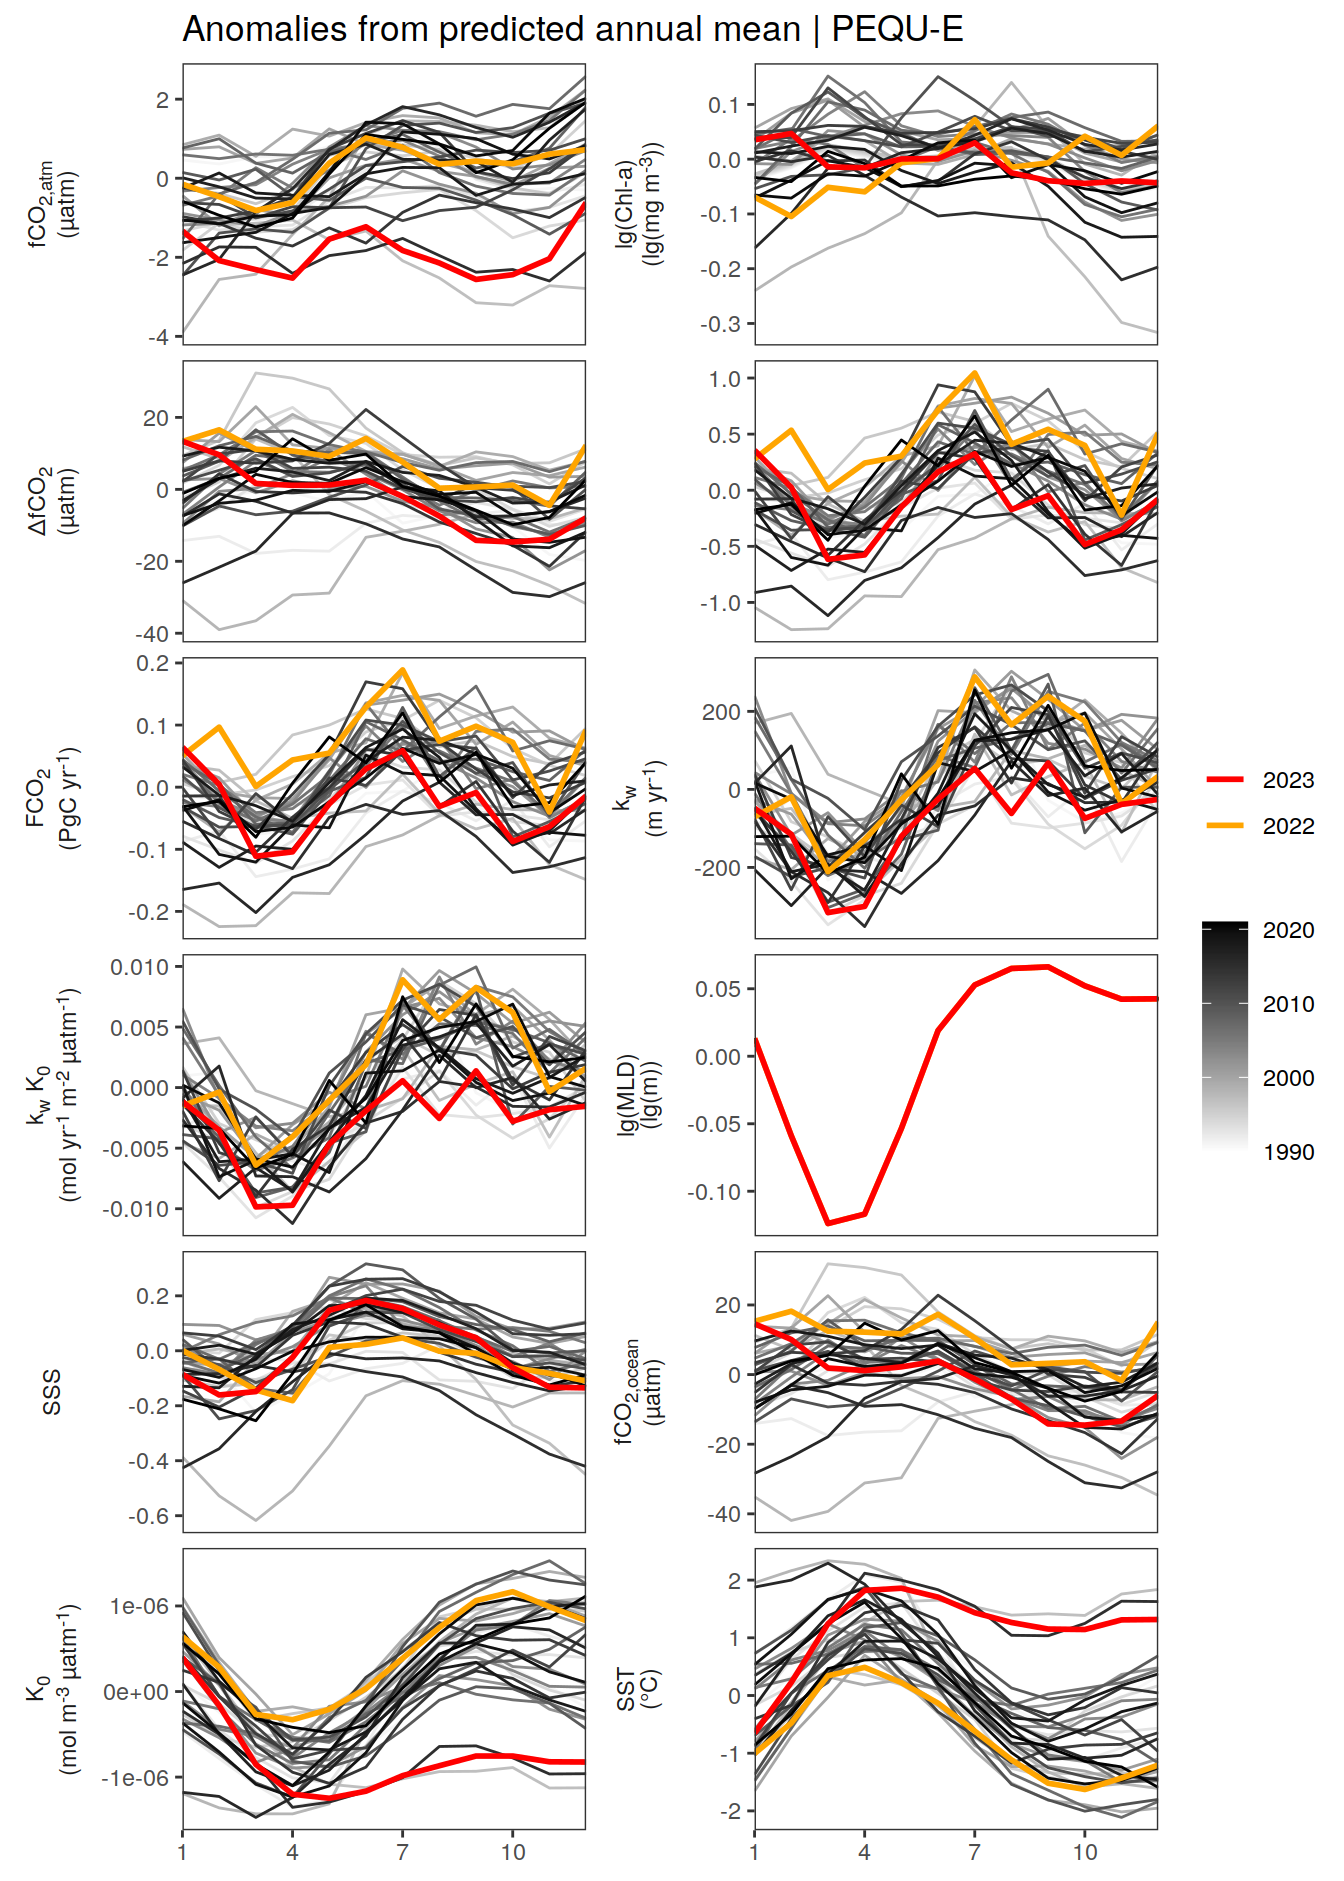 Anomalies from predicted annual mean | PEQU-E
fCO2,atm
(µatm)
2
0
-2
-4
lg(Chl-a)
(lg(mg m-3))
0.1
0.0
-0.1
-0.2
-0.3
ΔfCO2
(µatm)
20
0
-20
-40
1.0
0.5
0.0
-0.5
-1.0
FCO2
(PgC yr-1)
0.2
0.1
0.0
-0.1
-0.2
kw
(m yr-1)
200
0
-200
2023
2022
2020
2010
2000
1990
kw K0
(mol yr-1 m-2 µatm-1)
0.010
0.005
0.000
-0.005
-0.010
lg(MLD)
(lg(m))
0.05
0.00
-0.05
-0.10
SSS
0.2
0.0
-0.2
-0.4
-0.6
fCO2,ocean
(µatm)
20
0
-20
-40
K0
(mol m-3 µatm-1)
1e-06
0e+00
-1e-06
SST
(°C)
2
1
0
-1
-2
1 4 7 10
1 4 7 10